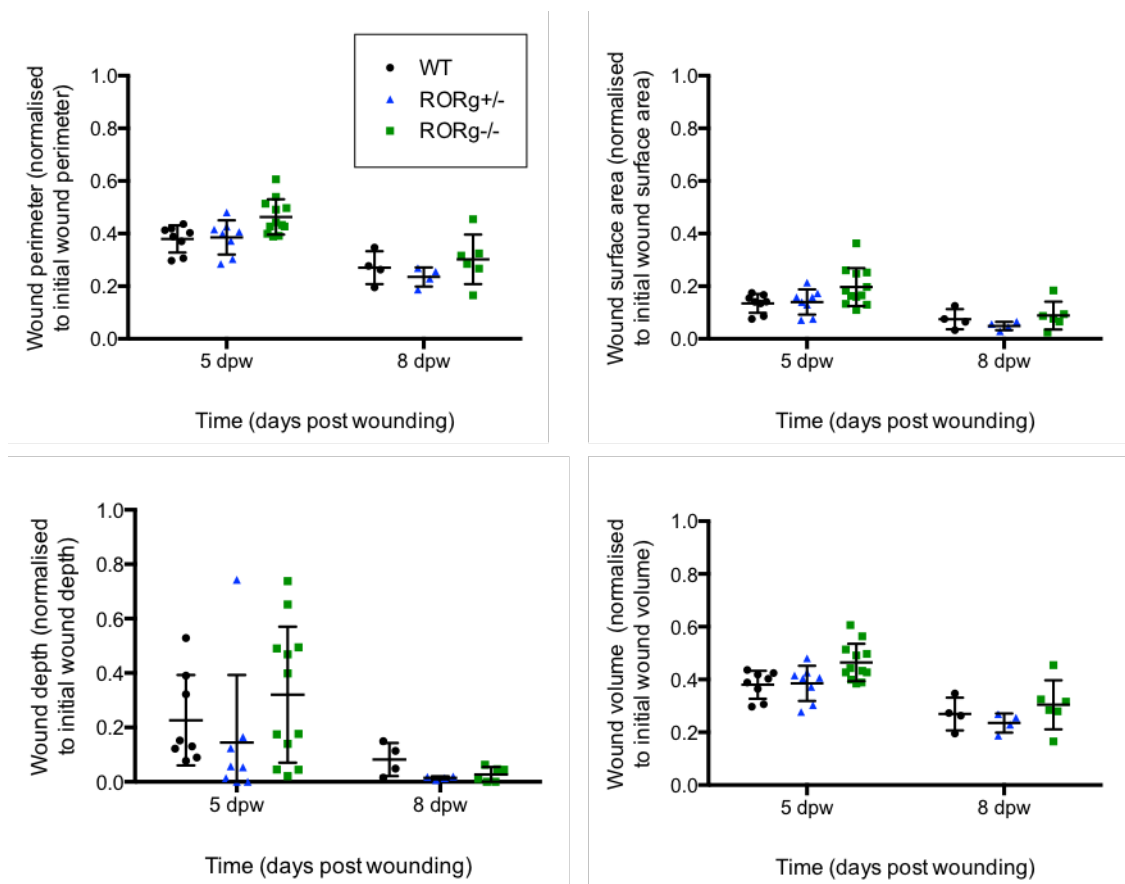 Wound perimeter (normalised
to initial wound perimeter)
1.0
0.8
0.6
0.4
0.2
0.0
WT
RORg+/-
RORg-/-
5 dpw
8 dpw
Time (days post wounding)
Wound surface area (normalised
to initial wound surface area)
1.0
0.8
0.6
0.4
0.2
0.0
5 dpw
8 dpw
Time (days post wounding)
Wound depth (normalised
to initial wound depth)
1.0
0.8
0.6
0.4
0.2
0.0
5 dpw
8 dpw
Time (days post wounding)
Wound volume (normalised
to initial wound volume)
1.0
0.8
0.6
0.4
0.2
0.0
5 dpw
8 dpw
Time (days post wounding)